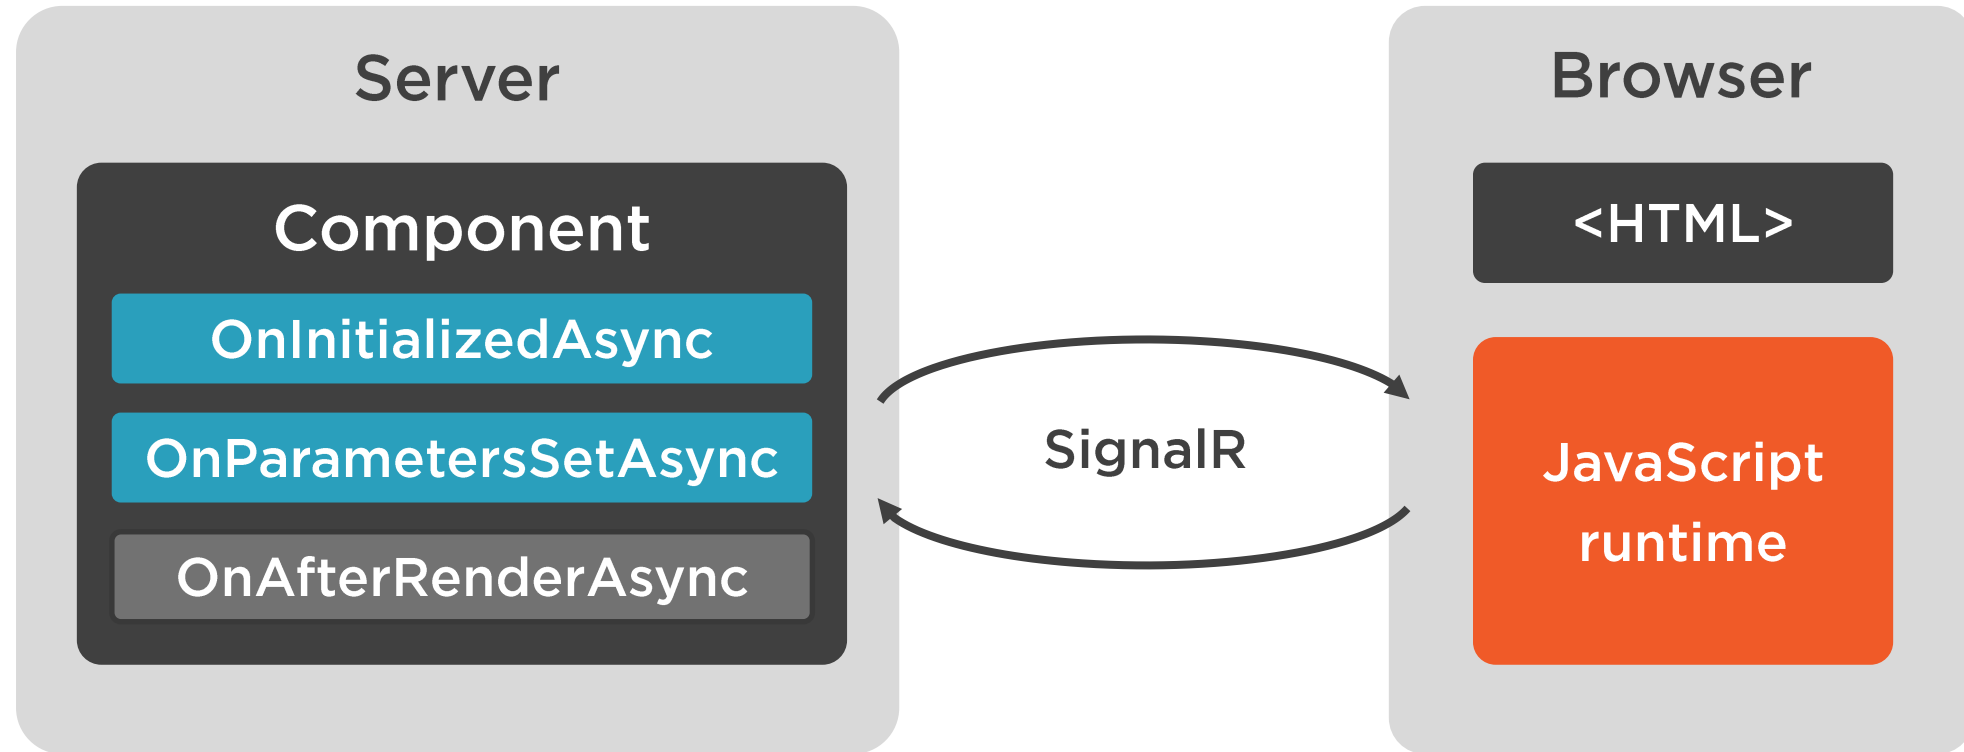 Server
Component
OnInitializedAsync
OnParametersSetAsync
OnAfterRenderAsync
SignalR
Browser
<HTML>
JavaScript
runtime